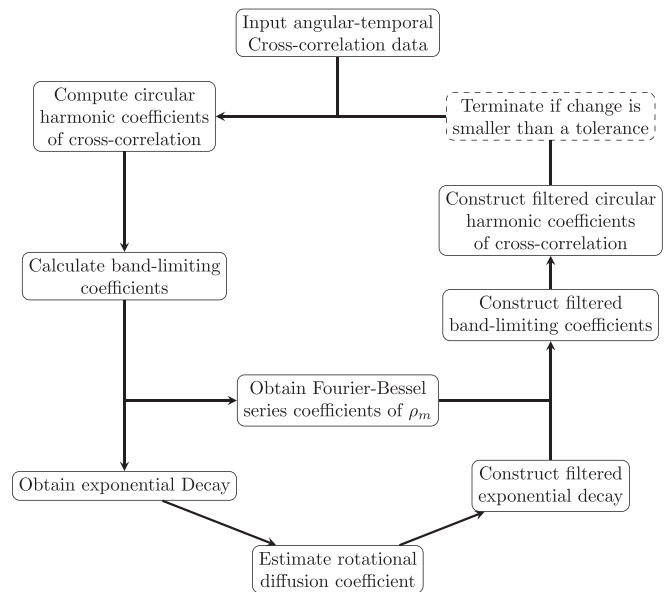 Input angular-temporal
Cross-correlation data
Compute circular
harmonic coefficients
of cross-correlation
Terminate if change is
smaller than a tolerance
Construct filtered circular
harmonic coefficients
of cross-correlation
Calculate band-limiting
coefficients
Construct filtered
band-limiting coefficients
Obtain Fourier-Bessel
series coefficients of ρₘ
Obtain exponential Decay
Construct filtered
exponential decay
Estimate rotational
diffusion coefficient